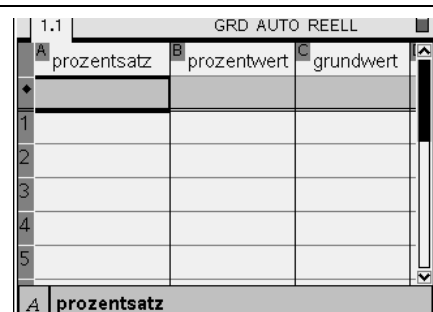 1.1 GRD AUTO REELL
A prozentsatz B prozentwert C grundwert
♦
1
2
3
4
5
A prozentsatz